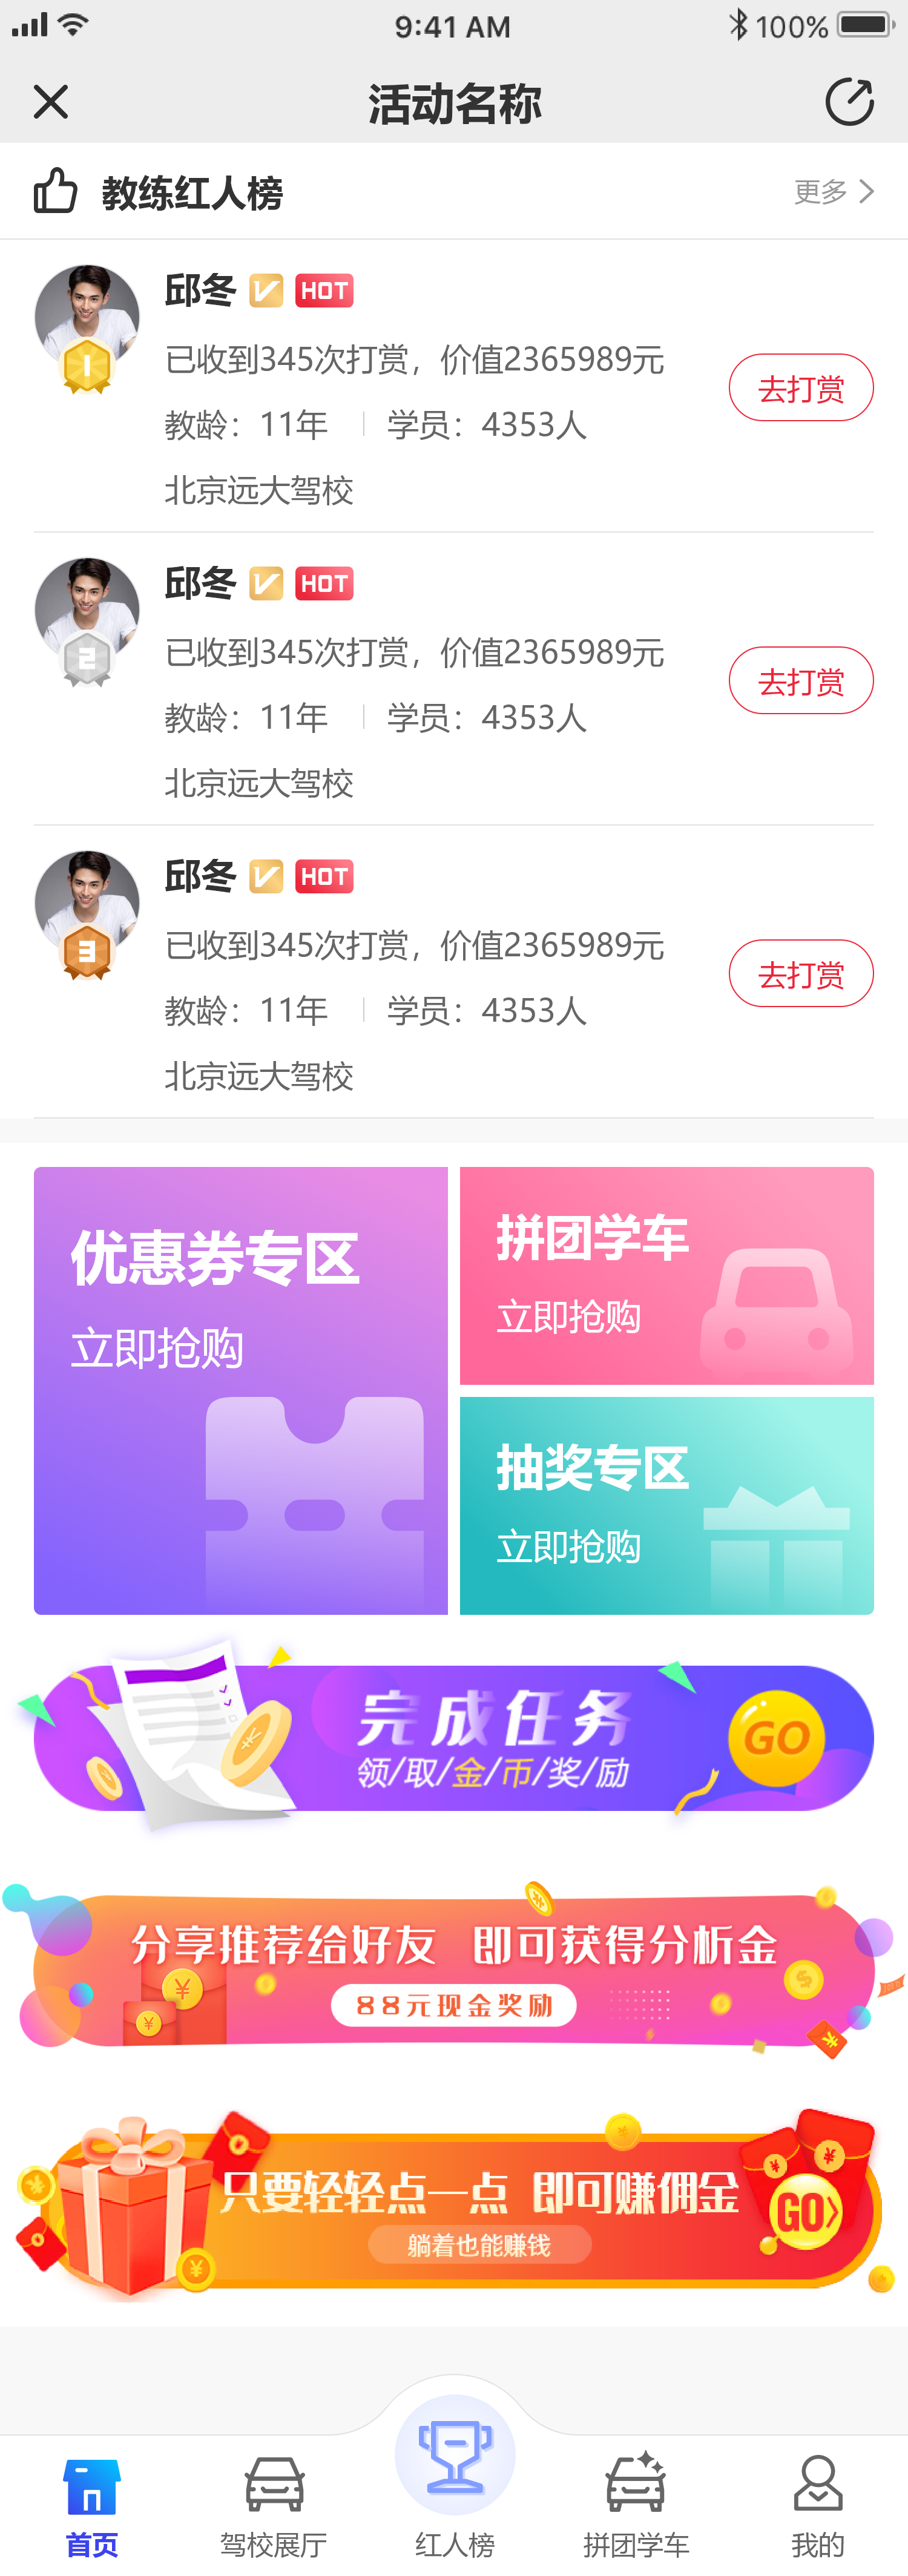 9:41 AM
100%
活动名称
教练红人榜
更多
邱冬 V HOT
已收到345次打赏，价值2365989元
去打赏
教龄：11年 学员：4353人
北京远大驾校
1
邱冬 V HOT
已收到345次打赏，价值2365989元
去打赏
教龄：11年 学员：4353人
北京远大驾校
2
邱冬 V HOT
已收到345次打赏，价值2365989元
去打赏
教龄：11年 学员：4353人
北京远大驾校
3
优惠券专区
立即抢购
拼团学车
立即抢购
抽奖专区
立即抢购
完成任务
领/取/金/币/奖/励
GO
分享推荐给好友 即可获得分析金
88元现金奖励
只要轻轻点一点 即可赚佣金
躺着也能赚钱
GO
首页
驾校展厅
红人榜
拼团学车
我的